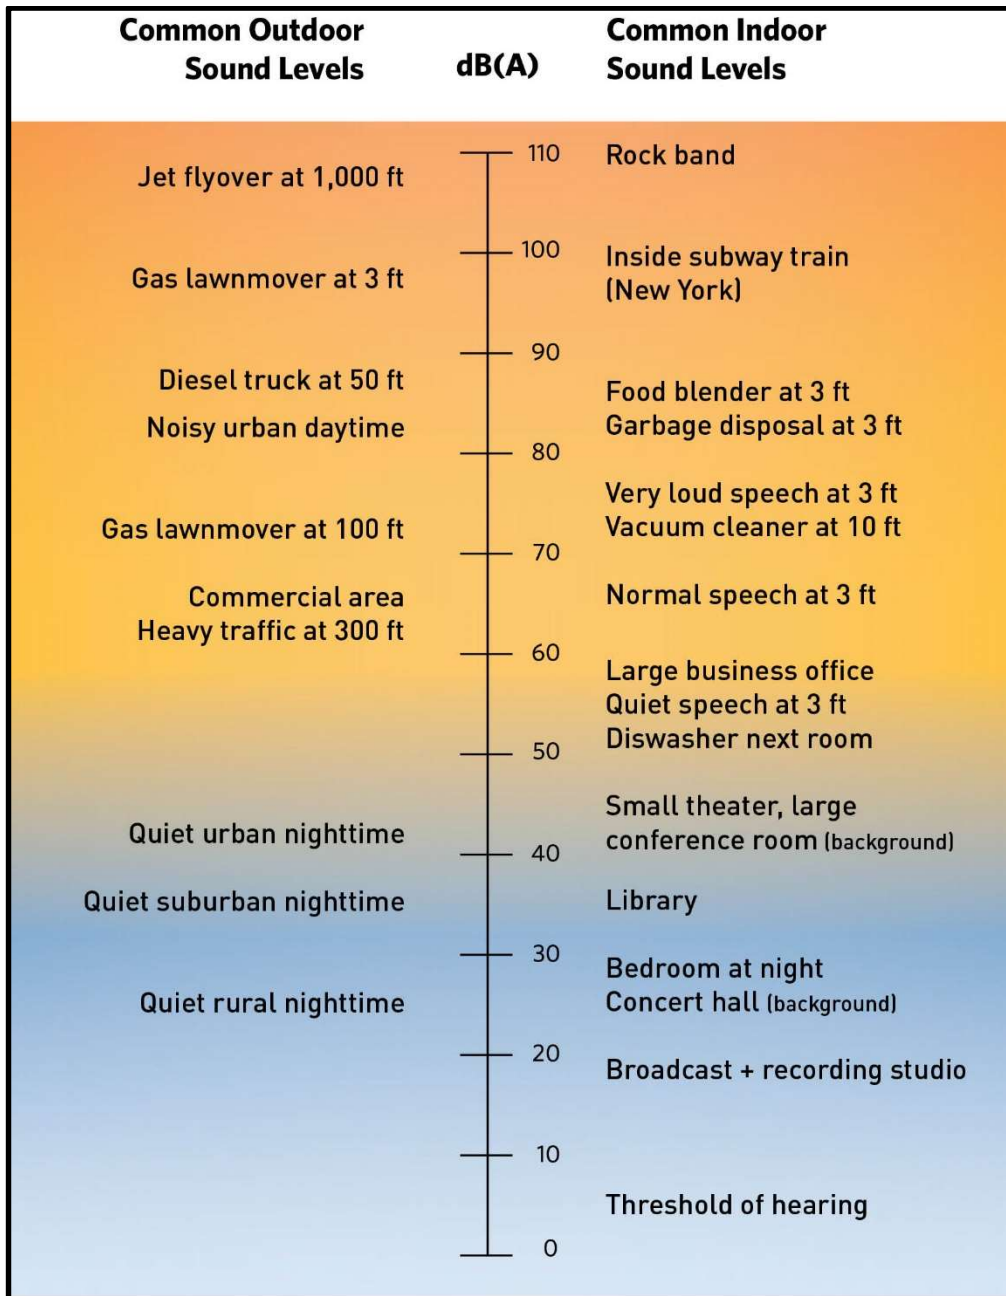 Common Outdoor
Sound Levels
dB(A)
Common Indoor
Sound Levels
110
Rock band
Jet flyover at 1,000 ft
100
Inside subway train
(New York)
Gas lawnmover at 3 ft
90
Diesel truck at 50 ft
Food blender at 3 ft
Noisy urban daytime
Garbage disposal at 3 ft
80
Very loud speech at 3 ft
Gas lawnmover at 100 ft
Vacuum cleaner at 10 ft
70
Commercial area
Normal speech at 3 ft
Heavy traffic at 300 ft
60
Large business office
Quiet speech at 3 ft
Diswasher next room
50
Small theater, large
Quiet urban nighttime
conference room (background)
40
Quiet suburban nighttime
Library
30
Bedroom at night
Quiet rural nighttime
Concert hall (background)
20
Broadcast + recording studio
10
Threshold of hearing
0